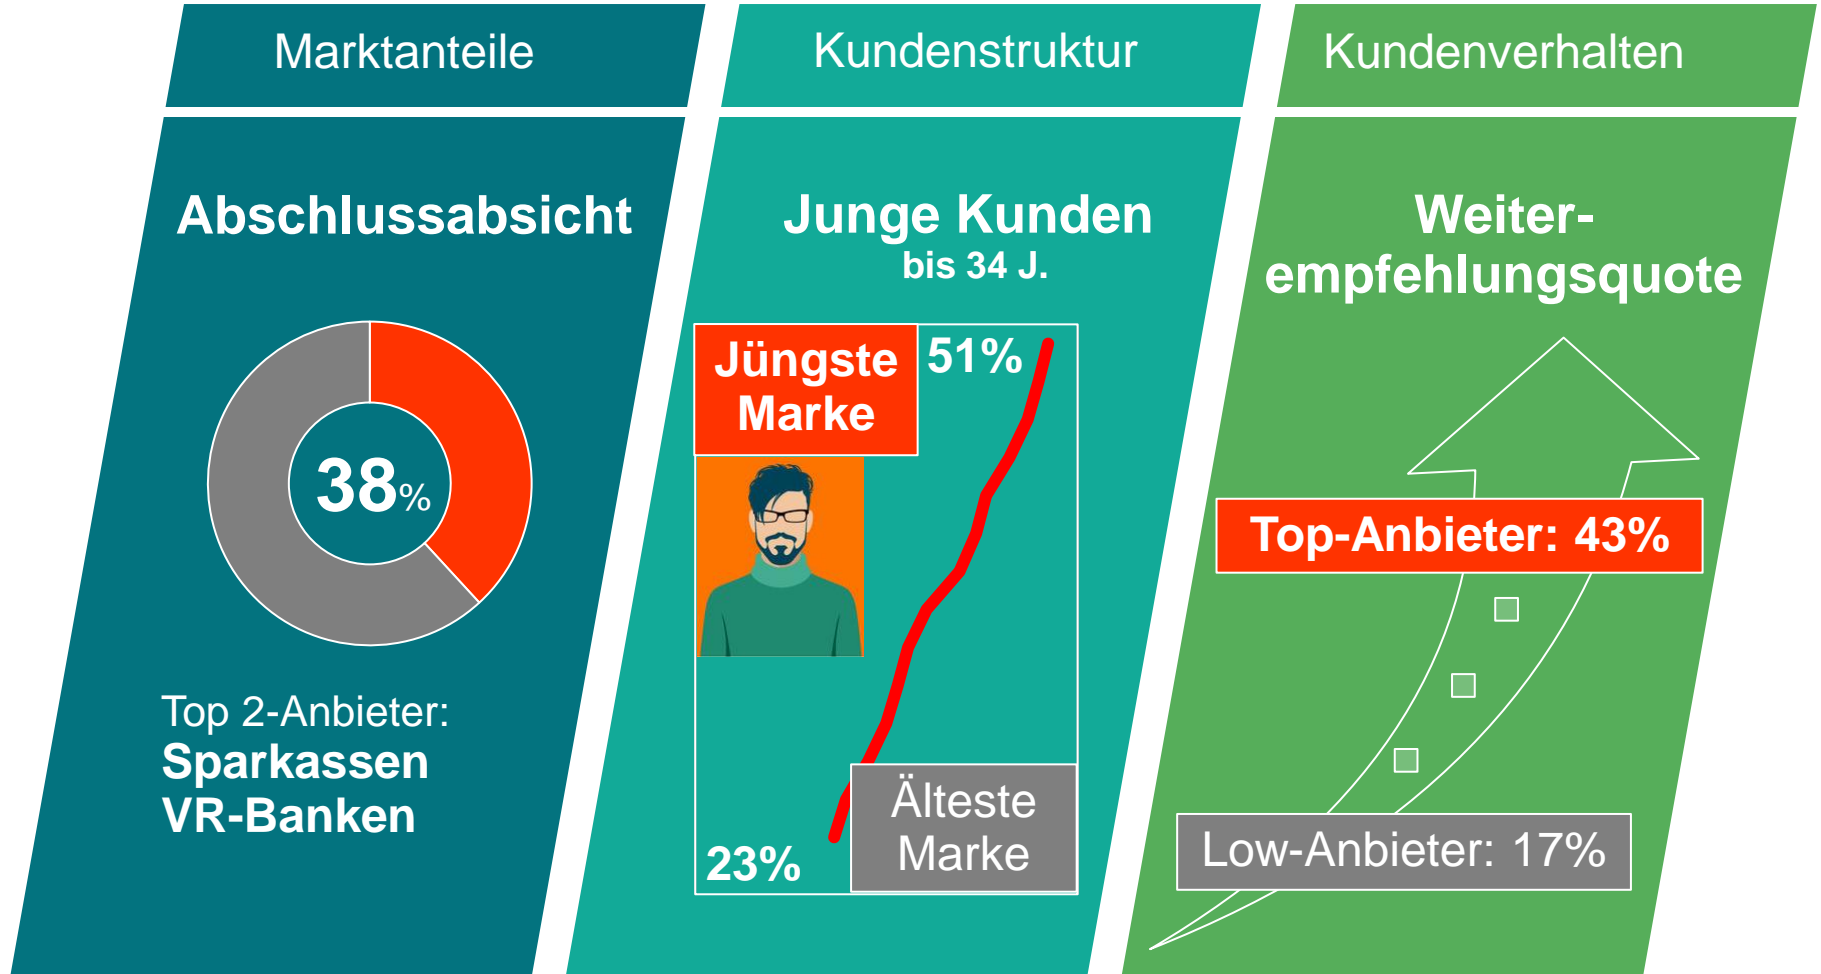 Marktanteile
Abschlussabsicht
38%
Top 2-Anbieter:
Sparkassen
VR-Banken
Kundenstruktur
Junge Kunden
bis 34 J.
Jüngste
Marke
51%
23%
Älteste
Marke
Kundenverhalten
Weiter-
empfehlungsquote
Top-Anbieter: 43%
Low-Anbieter: 17%